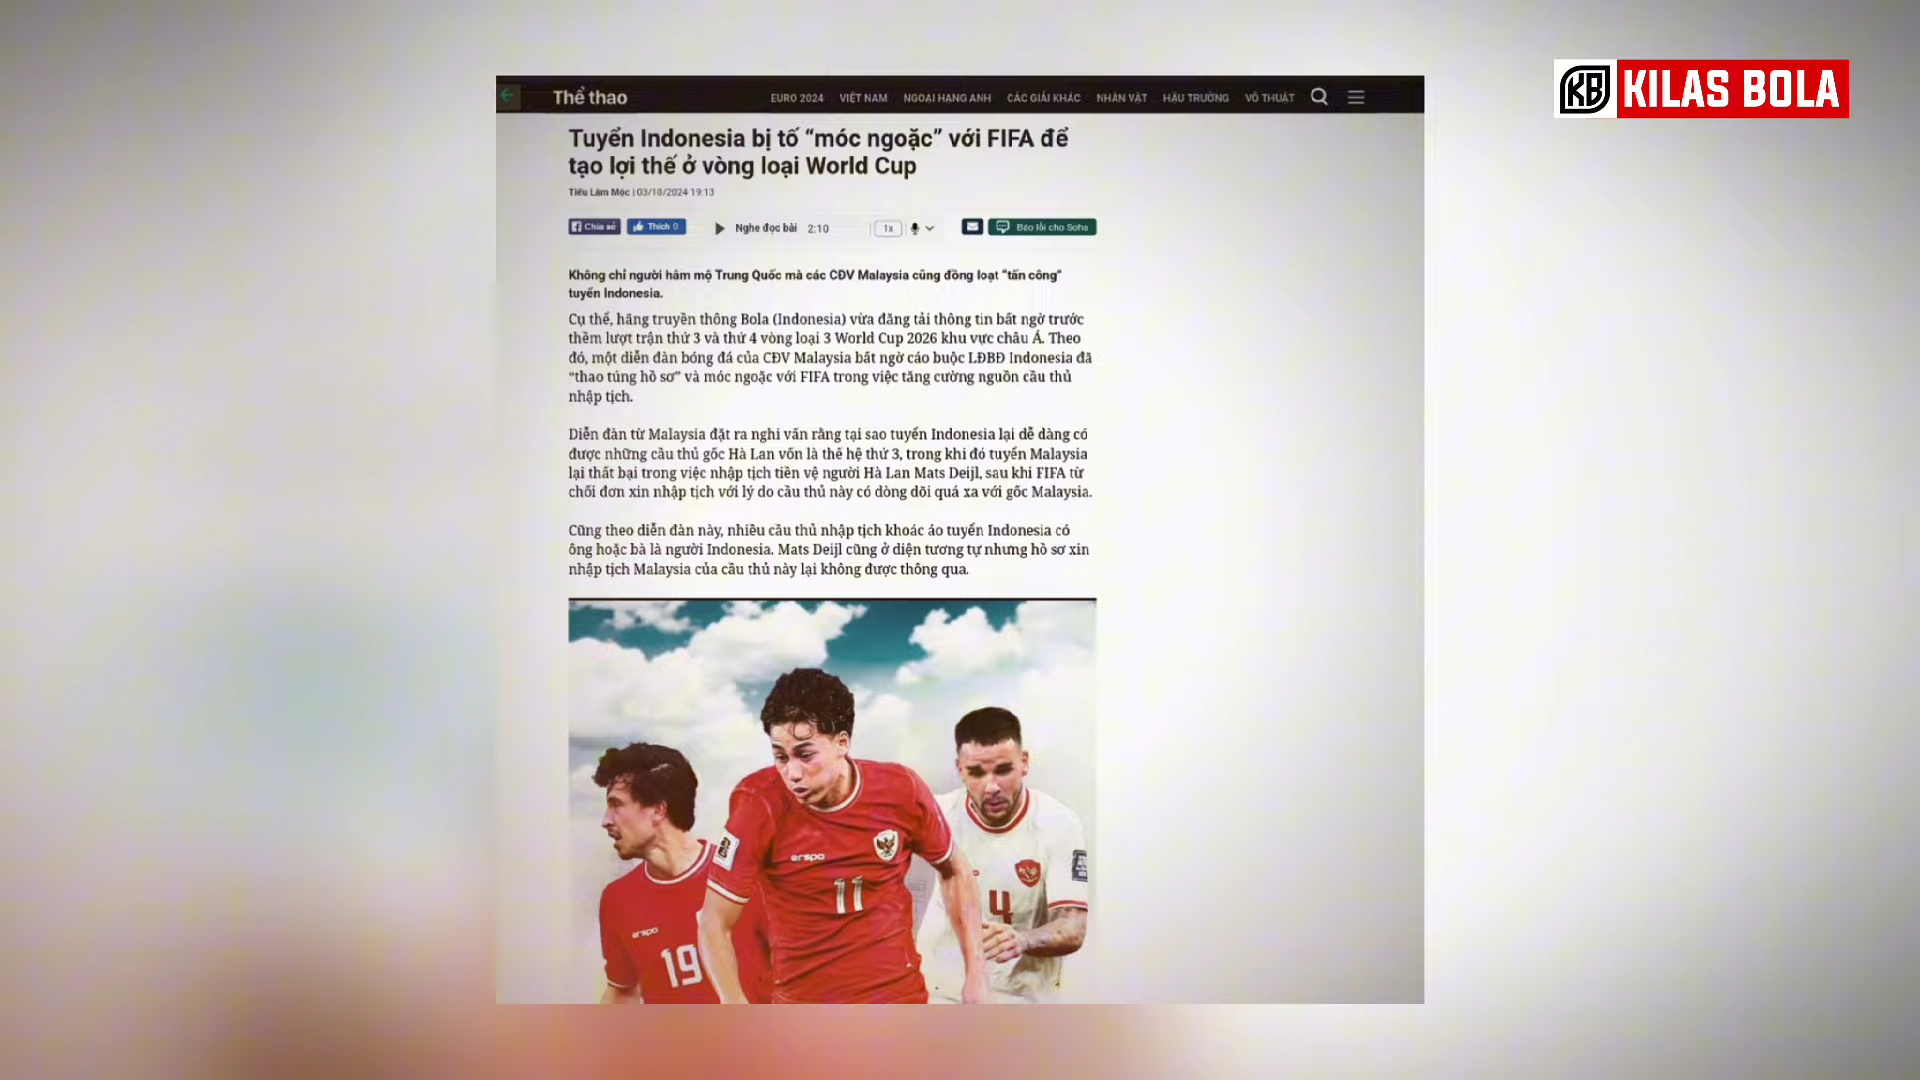 KB KILAS BOLA
Thể thao
EURO 2024 VIỆT NAM NGOẠI HẠNG ANH CÁC GIẢI KHÁC NHÂN VẬT HẬU TRƯỜNG VÕ THUẬT
Tuyển Indonesia bị tố “móc ngoặc” với FIFA để
tạo lợi thế ở vòng loại World Cup
Tiểu Lâm Mộc | 03/10/2024 19:13
Chia sẻ Thích 0 Nghe đọc bài 2:10 1x Báo lỗi cho Soha
Không chỉ người hâm mộ Trung Quốc mà các CĐV Malaysia cũng đồng loạt “tấn công”
tuyển Indonesia.
Cụ thể, hãng truyền thông Bola (Indonesia) vừa đăng tải thông tin bất ngờ trước
thềm lượt trận thứ 3 và thứ 4 vòng loại 3 World Cup 2026 khu vực châu Á. Theo
đó, một diễn đàn bóng đá của CĐV Malaysia bất ngờ cáo buộc LĐBĐ Indonesia đã
“thao túng hồ sơ” và móc ngoặc với FIFA trong việc tăng cường nguồn cầu thủ
nhập tịch.
Diễn đàn từ Malaysia đặt ra nghi vấn rằng tại sao tuyển Indonesia lại dễ dàng có
được những cầu thủ gốc Hà Lan vốn là thế hệ thứ 3, trong khi đó tuyển Malaysia
lại thất bại trong việc nhập tịch tiền vệ người Hà Lan Mats Deijl, sau khi FIFA từ
chối đơn xin nhập tịch với lý do cầu thủ này có dòng dõi quá xa với gốc Malaysia.
Cũng theo diễn đàn này, nhiều cầu thủ nhập tịch khoác áo tuyển Indonesia có
ông hoặc bà là người Indonesia. Mats Deijl cũng ở diện tương tự nhưng hồ sơ xin
nhập tịch Malaysia của cầu thủ này lại không được thông qua.
erspo
11
4
erspo
19